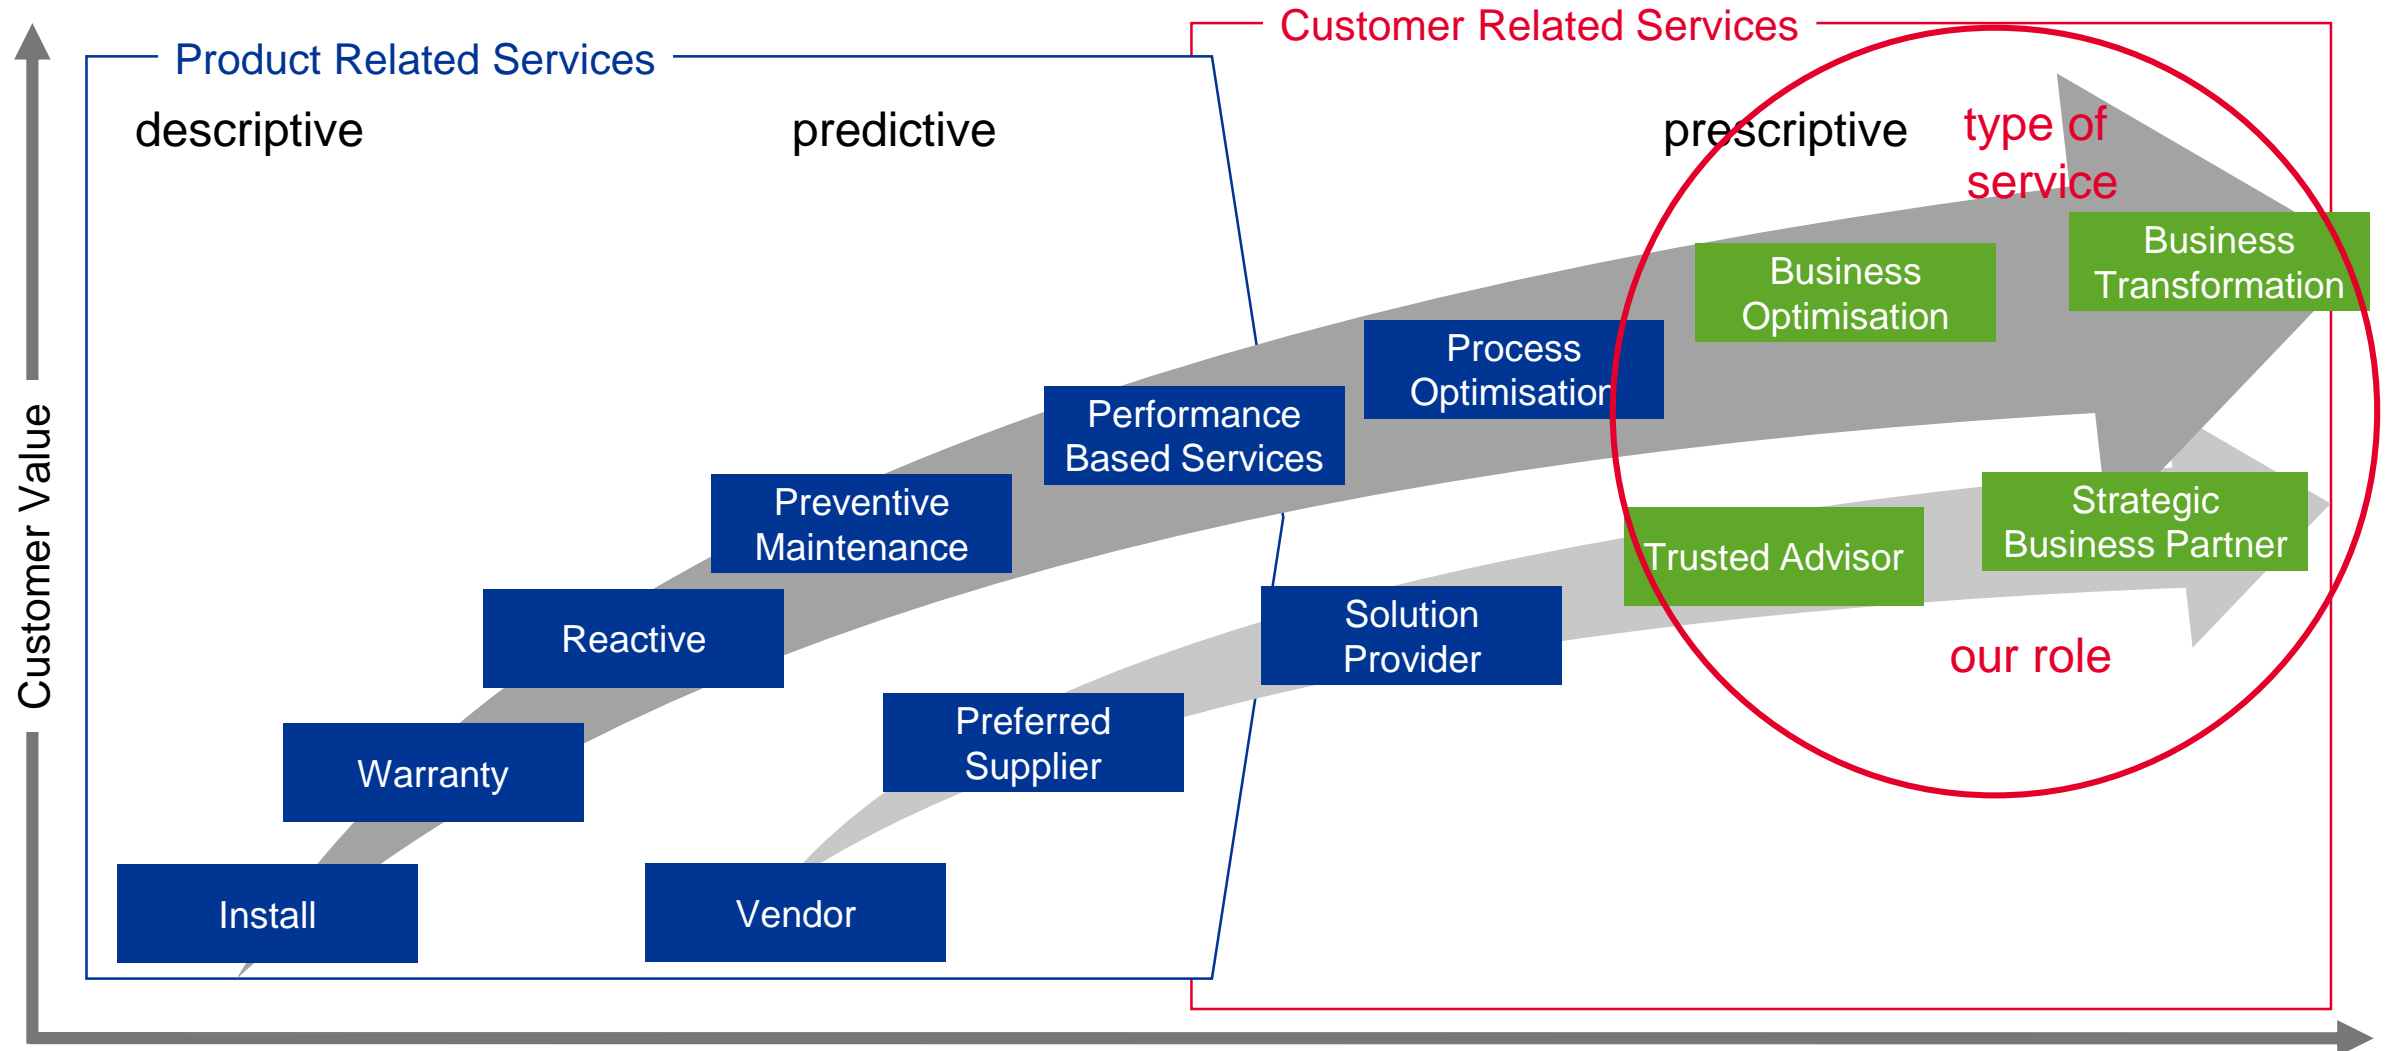 Customer Related Services
Product Related Services
descriptive
predictive
prescriptive
type of
service
Business
Transformation
Business
Optimisation
Process
Optimisation
Performance
Based Services
Preventive
Maintenance
Reactive
Warranty
Install
Strategic
Business Partner
Trusted Advisor
Solution
Provider
Preferred
Supplier
Vendor
our role
Customer Value